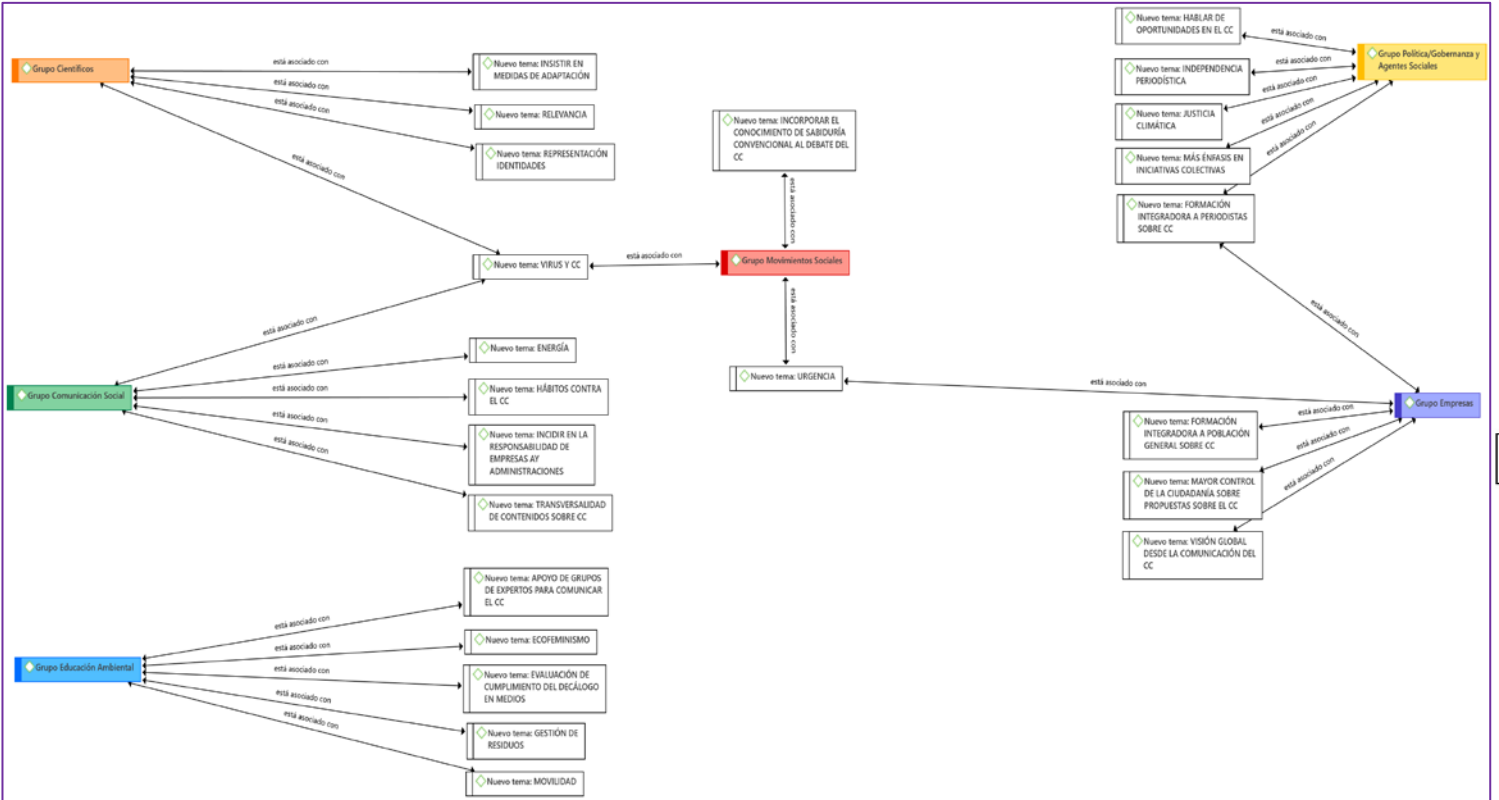 Grupo Científicos
está asociado con
está asociado con
está asociado con
está asociado con
Nuevo tema: INSISTIR EN
MEDIDAS DE ADAPTACIÓN
Nuevo tema: RELEVANCIA
Nuevo tema: REPRESENTACIÓN
IDENTIDADES
Nuevo tema: VIRUS Y CC
está asociado con
Nuevo tema: INCORPORAR EL
CONOCIMIENTO DE SABIDURÍA
CONVENCIONAL AL DEBATE DEL
CC
está asociado con
Grupo Movimientos Sociales
está asociado con
Nuevo tema: URGENCIA
está asociado con
Nuevo tema: HABLAR DE
OPORTUNIDADES EN EL CC
Nuevo tema: INDEPENDENCIA
PERIODÍSTICA
Nuevo tema: JUSTICIA
CLIMÁTICA
Nuevo tema: MÁS ÉNFASIS EN
INICIATIVAS COLECTIVAS
Nuevo tema: FORMACIÓN
INTEGRADORA A PERIODISTAS
SOBRE CC
está asociado con
está asociado con
está asociado con
está asociado con
está asociado con
Grupo Política/Gobernanza y
Agentes Sociales
está asociado con
Grupo Empresas
está asociado con
está asociado con
está asociado con
Nuevo tema: FORMACIÓN
INTEGRADORA A POBLACIÓN
GENERAL SOBRE CC
Nuevo tema: MAYOR CONTROL
DE LA CIUDADANÍA SOBRE
PROPUESTAS SOBRE EL CC
Nuevo tema: VISIÓN GLOBAL
DESDE LA COMUNICACIÓN DEL
CC
Grupo Comunicación Social
está asociado con
está asociado con
está asociado con
está asociado con
está asociado con
Nuevo tema: ENERGÍA
Nuevo tema: HÁBITOS CONTRA
EL CC
Nuevo tema: INCIDIR EN LA
RESPONSABILIDAD DE
EMPRESAS AY
ADMINISTRACIONES
Nuevo tema: TRANSVERSALIDAD
DE CONTENIDOS SOBRE CC
Grupo Educación Ambiental
está asociado con
está asociado con
está asociado con
está asociado con
está asociado con
Nuevo tema: APOYO DE GRUPOS
DE EXPERTOS PARA COMUNICAR
EL CC
Nuevo tema: ECOFEMINISMO
Nuevo tema: EVALUACIÓN DE
CUMPLIMIENTO DEL DECÁLOGO
EN MEDIOS
Nuevo tema: GESTIÓN DE
RESIDUOS
Nuevo tema: MOVILIDAD